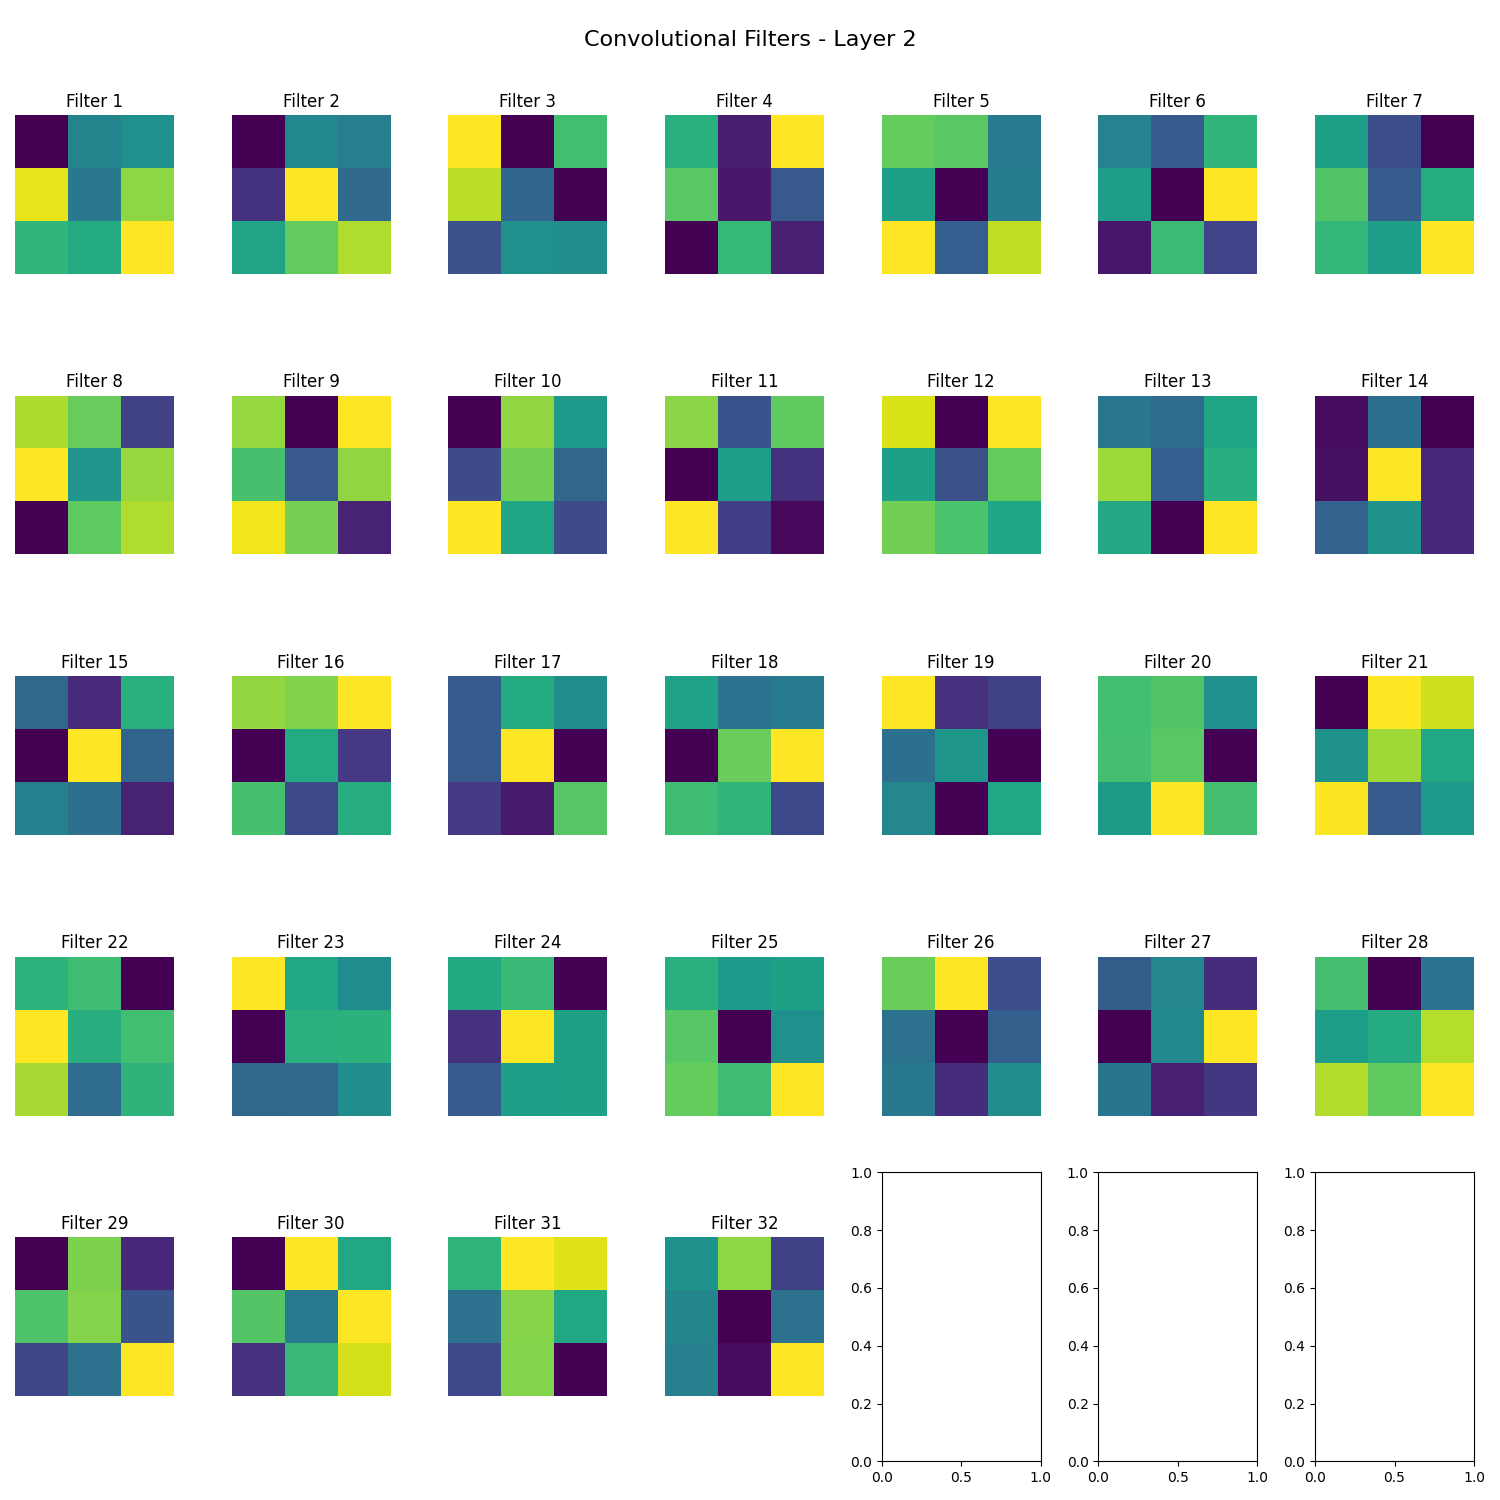 Convolutional Filters - Layer 2
Filter 1 Filter 2 Filter 3 Filter 4 Filter 5 Filter 6 Filter 7
Filter 8 Filter 9 Filter 10 Filter 11 Filter 12 Filter 13 Filter 14
Filter 15 Filter 16 Filter 17 Filter 18 Filter 19 Filter 20 Filter 21
Filter 22 Filter 23 Filter 24 Filter 25 Filter 26 Filter 27 Filter 28
Filter 29 Filter 30 Filter 31 Filter 32
1.0 1.0 1.0
0.8 0.8 0.8
0.6 0.6 0.6
0.4 0.4 0.4
0.2 0.2 0.2
0.0 0.0 0.0
0.0 0.5 1.0 0.0 0.5 1.0 0.0 0.5 1.0